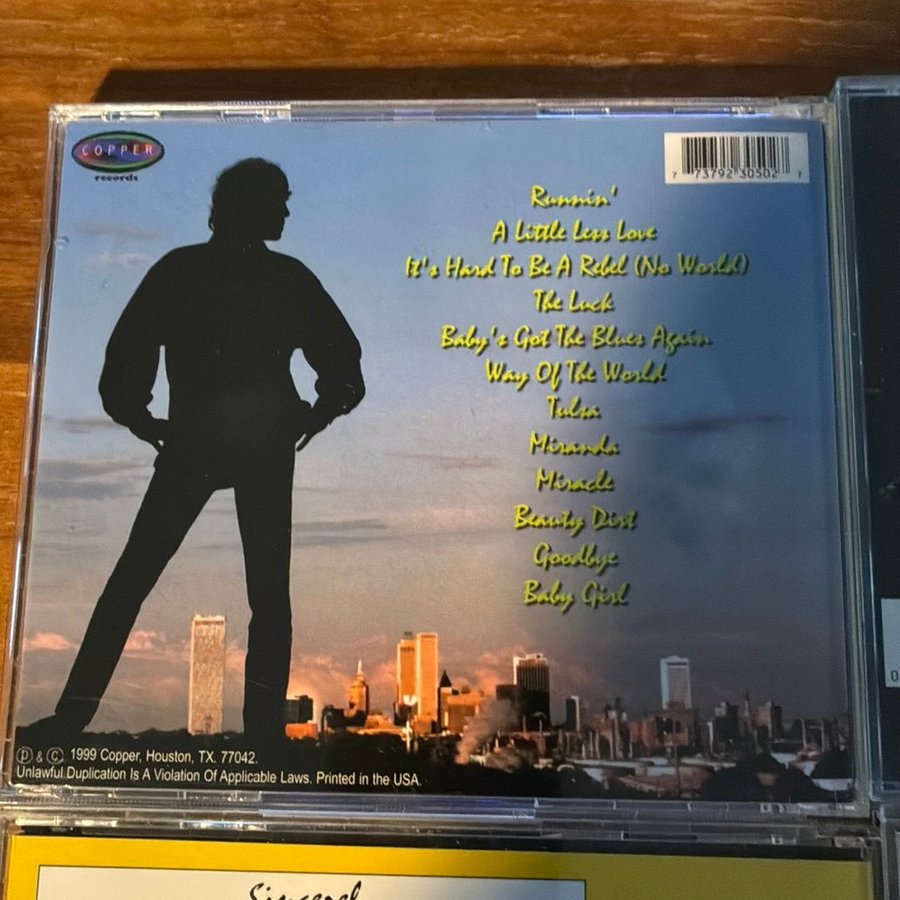 COPPER
records
7 73792 30502 7
Runnin'
A Little Less Love
It's Hard To Be A Rebel (No World)
The Luck
Baby's Got The Blues Again
Way Of The World
Tulsa
Miranda
Miracle
Beauty Dirt
Goodbye
Baby Girl
Ⓟ & Ⓒ 1999 Copper, Houston, TX. 77042.
Unlawful Duplication Is A Violation Of Applicable Laws. Printed in the USA.
0